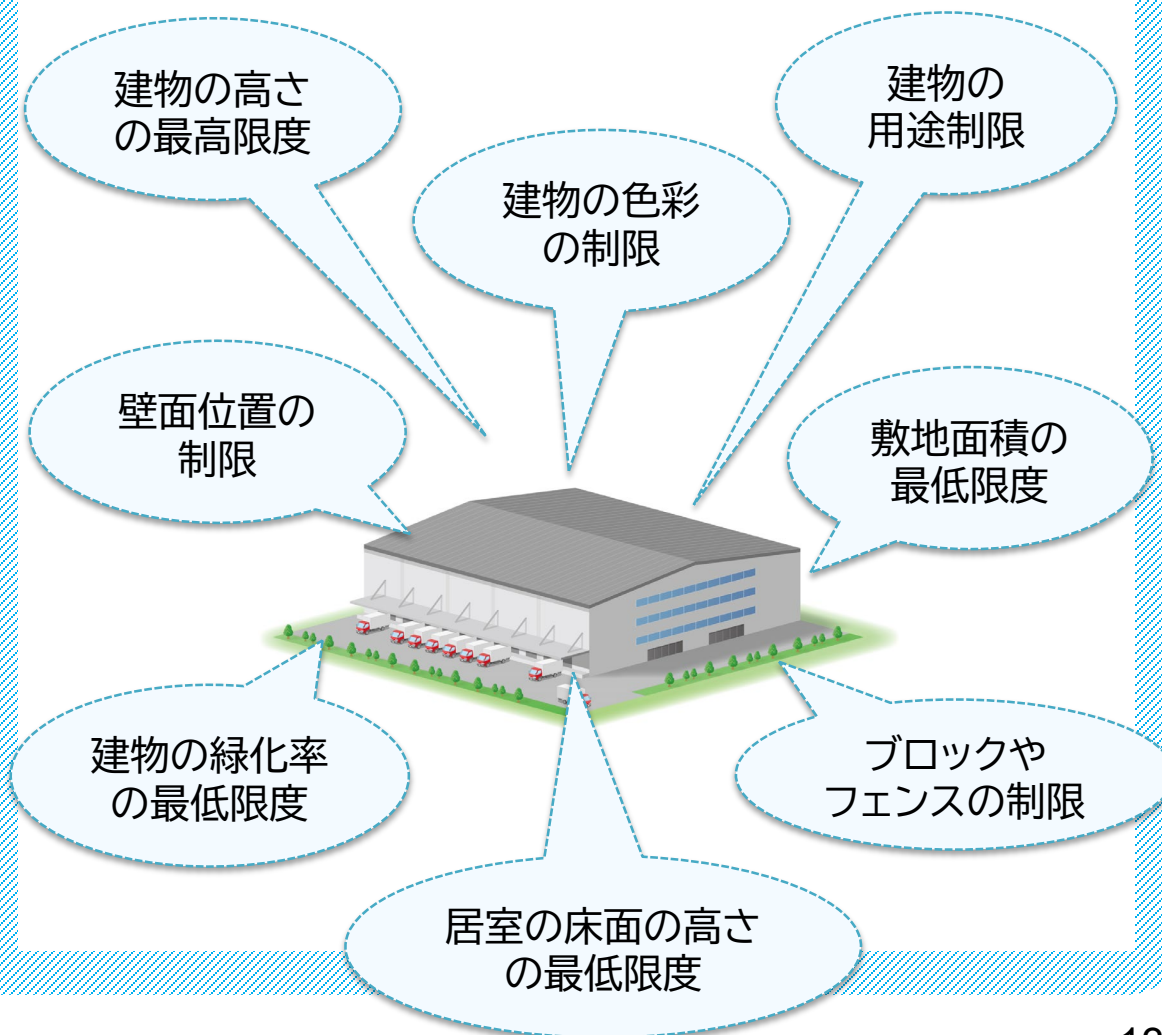 建物の高さ
の最高限度
建物の
用途制限
建物の色彩
の制限
壁面位置の
制限
敷地面積の
最低限度
建物の緑化率
の最低限度
ブロックや
フェンスの制限
居室の床面の高さ
の最低限度